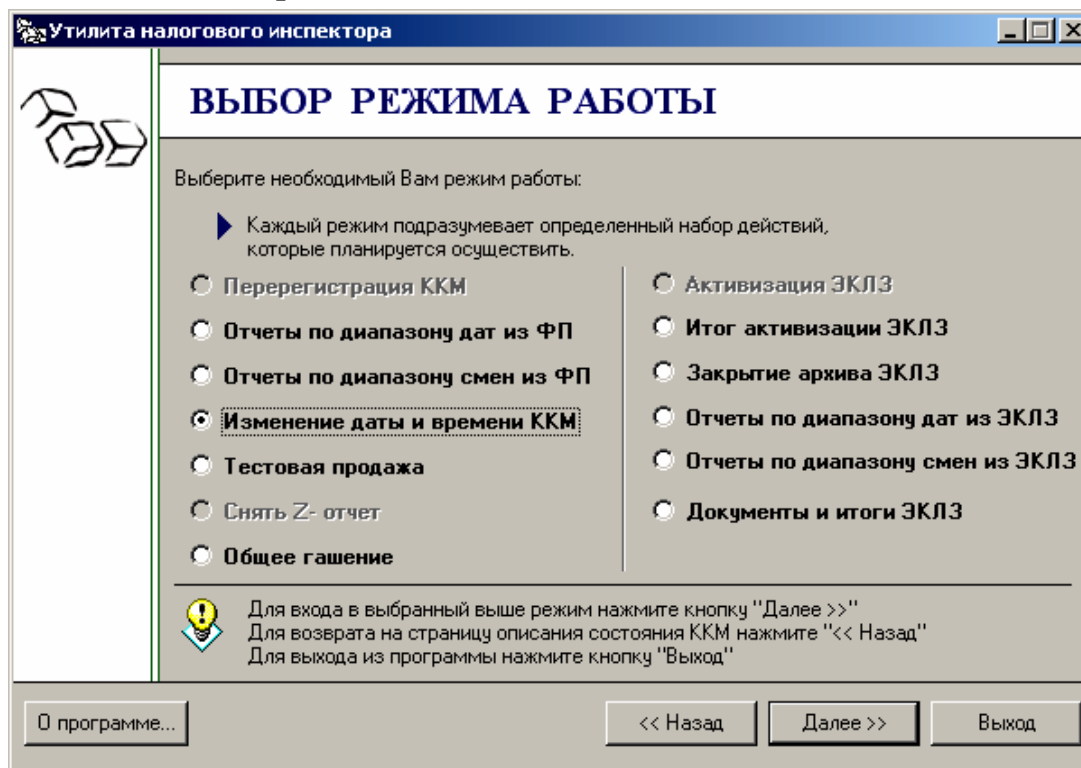 Утилита налогового инспектора
ВЫБОР РЕЖИМА РАБОТЫ
Выберите необходимый Вам режим работы:
Каждый режим подразумевает определенный набор действий,
которые планируется осуществить.
Перерегистрация ККМ
Отчеты по диапазону дат из ФП
Отчеты по диапазону смен из ФП
Изменение даты и времени ККМ
Тестовая продажа
Снять Z- отчет
Общее гашение
Активизация ЭКЛЗ
Итог активизации ЭКЛЗ
Закрытие архива ЭКЛЗ
Отчеты по диапазону дат из ЭКЛЗ
Отчеты по диапазону смен из ЭКЛЗ
Документы и итоги ЭКЛЗ
Для входа в выбранный выше режим нажмите кнопку "Далее >>"
Для возврата на страницу описания состояния ККМ нажмите "<< Назад"
Для выхода из программы нажмите кнопку "Выход"
О программе...
<< Назад
Далее >>
Выход